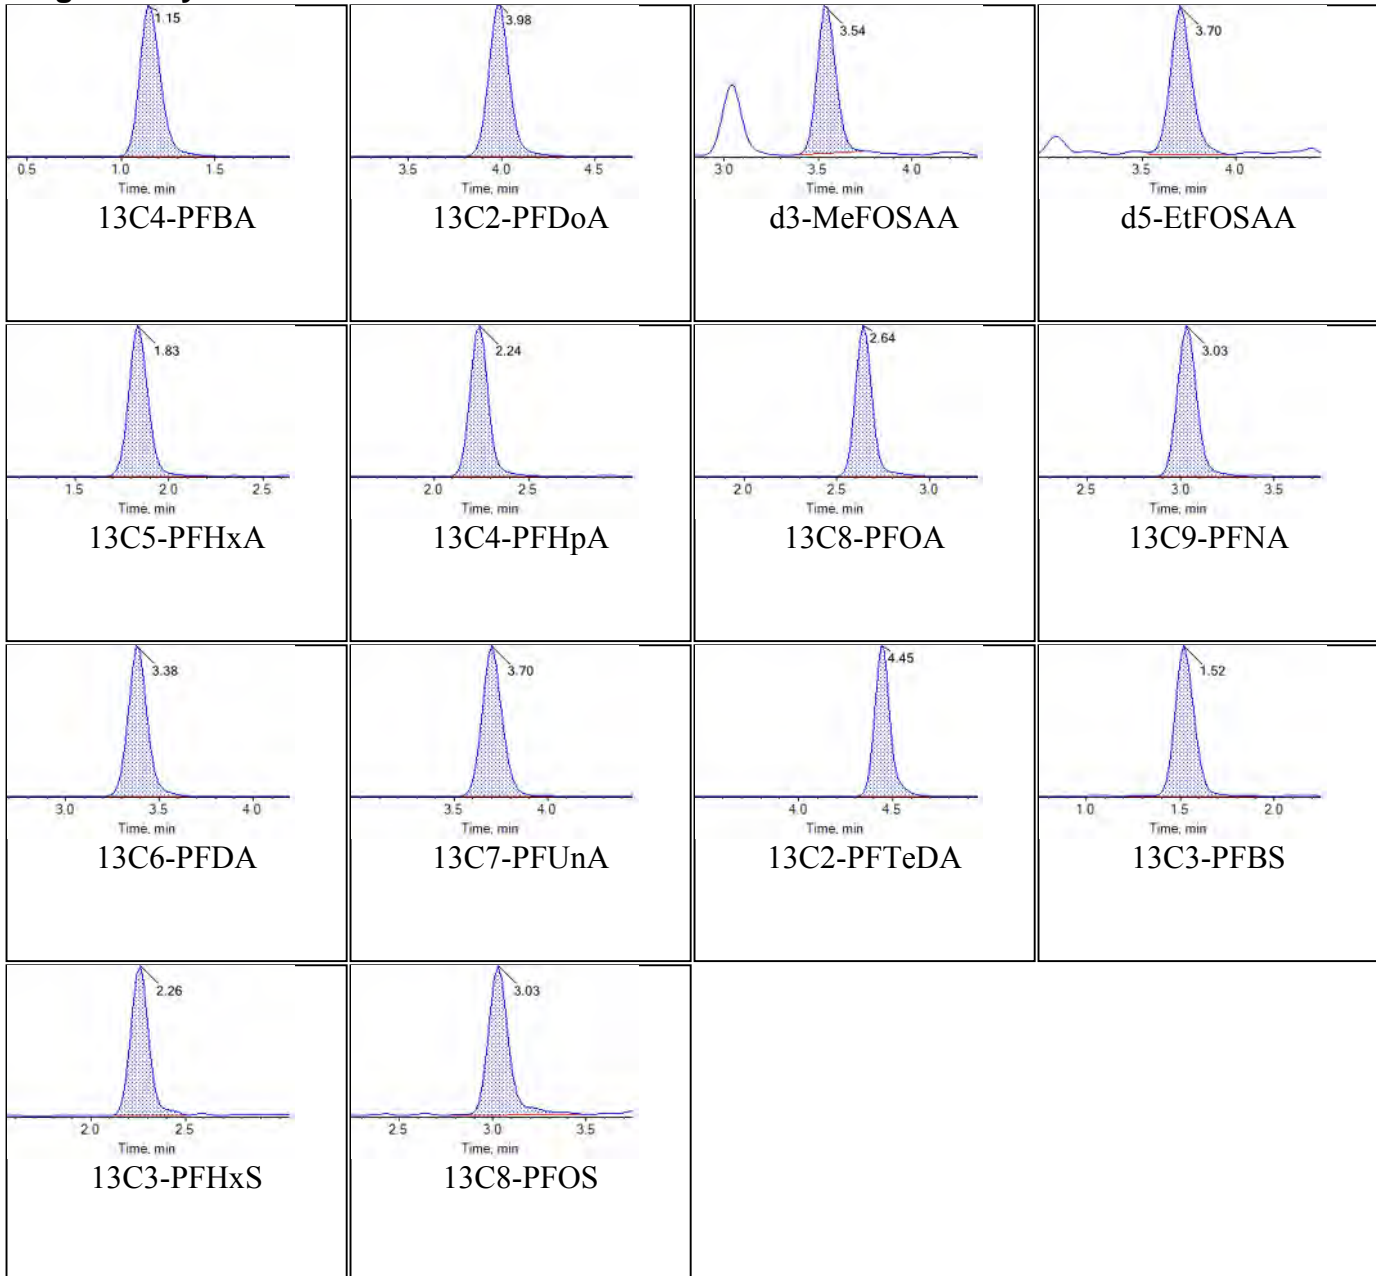 1.15
0.5 1.0 1.5
Time, min
13C4-PFBA
3.98
3.5 4.0 4.5
Time, min
13C2-PFDoA
3.54
3.0 3.5 4.0
Time, min
d3-MeFOSAA
3.70
3.5 4.0
Time, min
d5-EtFOSAA
1.83
1.5 2.0 2.5
Time, min
13C5-PFHxA
2.24
2.0 2.5
Time, min
13C4-PFHpA
2.64
2.0 2.5 3.0
Time, min
13C8-PFOA
3.03
2.5 3.0 3.5
Time, min
13C9-PFNA
3.38
3.0 3.5 4.0
Time, min
13C6-PFDA
3.70
3.5 4.0
Time, min
13C7-PFUnA
4.45
4.0 4.5
Time, min
13C2-PFTeDA
1.52
1.0 1.5 2.0
Time, min
13C3-PFBS
2.26
2.0 2.5
Time, min
13C3-PFHxS
3.03
2.5 3.0 3.5
Time, min
13C8-PFOS